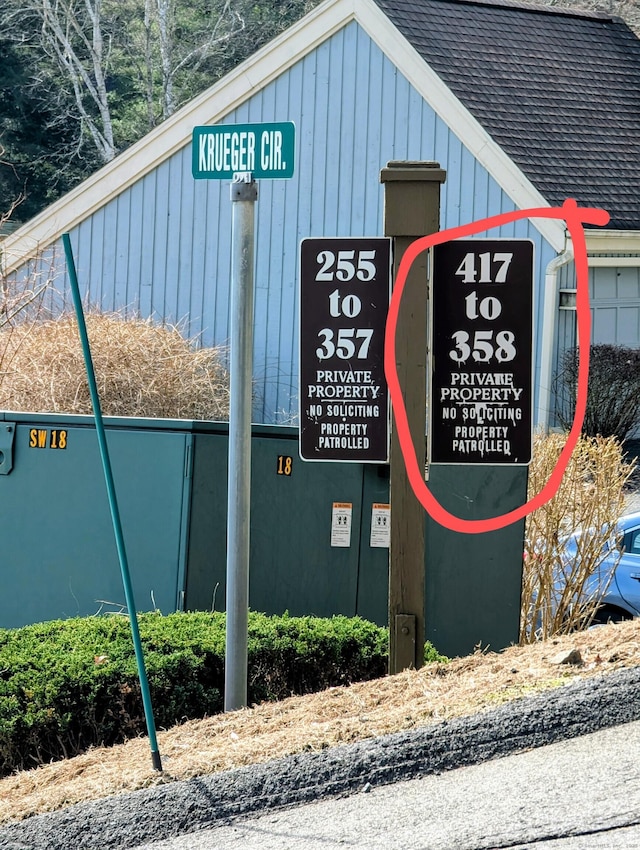 KRUEGER CIR.
255
to
357
PRIVATE
PROPERTY
NO SOLICITING
PROPERTY
PATROLLED
417
to
358
PRIVATE
PROPERTY
NO SOLICITING
PROPERTY
PATROLLED
SW 18
18